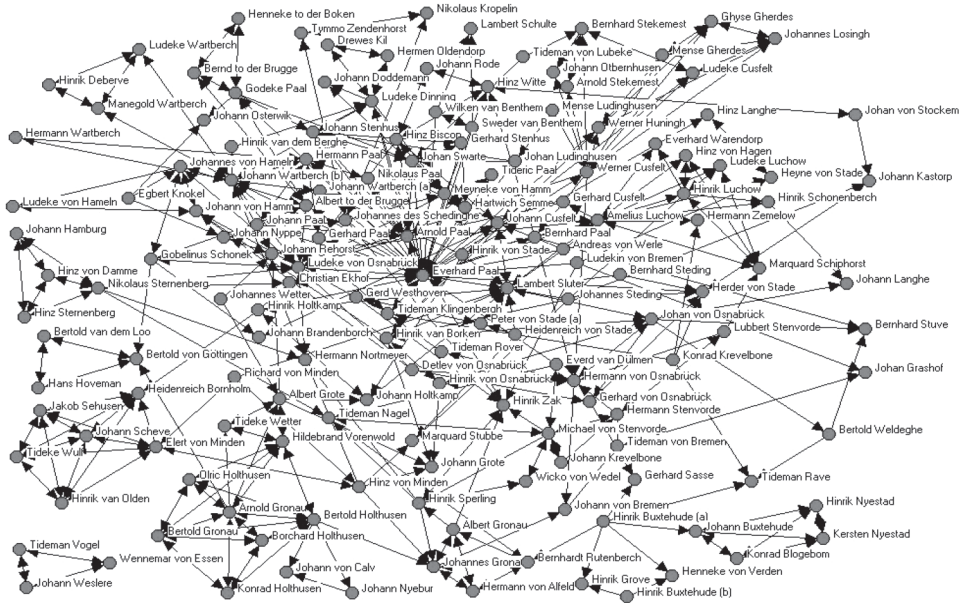 Nikolaus Kropelin
Henneke to der Boken
Ghyse Gherdes
Lambert Schulte
Bernhard Stekemest
Tymmo Zendenhorst
Johannes Losingh
Drewes Kil
Ludeke Wartberch
Hermen Oldendorp
Tideman von Lubeke
Mense Gherdes
Johann Rode
Johann Otbernhusen
Bernd to der Brugge
Ludeke Cusfelt
Hinrik Deberve
Johann Doddemann
Hinz Witte
Arnold Stekemest
Godeke Paal
Ludeke Dinning
Manegold Wartberch
Wilken van Benthem
Mense Ludinghusen
Hinz Langhe
Johan von Stockem
Johann Osterwik
Sweder van Benthem
Werner Huningh
Johann Stenhus
Hermann Wartberch
Hinz Biscop
Gerhard Stenhus
Everhard Warendorp
Hinrik van dem Berghe
Hinz von Hagen
Hermann Paal
Johan Swarte
Johan Ludinghusen
Ludeke Luchow
Johannes von Hameln
Tideric Paal
Werner Cusfelt
Heyne von Stade
Nikolaus Paal
Johann Kastorp
Johann Wartberch (b)
Johann Wartberch (a)
Meyneke von Hamm
Hinrik Luchow
Egbert Knokel
Gerhard Cusfelt
Hinrik Schonenberch
Albert to der Brugge
Hartwich Semme
Ludeke von Hameln
Johann von Hamm
Johannes des Schedinghe
Johann Cusfelt
Amelius Luchow
Hermann Zemelow
Johann Paal
Johann Hamburg
Johann Nyppe
Gerhard Paal
Arnold Paal
Bernhard Paal
Andreas von Werle
Johann Rehorst
Hinrik von Stade
Gobelinus Schonek
Ludekin von Bremen
Ludeke von Osnabrück
Marquard Schiphorst
Hinz von Damme
Christian Ekhof
Everhard Paal
Bernhard Steding
Nikolaus Sternenberg
Lambert Sluter
Herder von Stade
Johann Langhe
Johannes Wetter
Gerd Westhoven
Johannes Steding
Hinrik Holtkamp
Tideman Klingenberch
Hinz Sternenberg
Johan von Osnabrück
Peter von Stade (a)
Bertold van dem Loo
Johann Brandenborch
Hinrik van Borken
Heidenreich von Stade
Lubbert Stenvorde
Bernhard Stuve
Tideman Rover
Bertold von Göttingen
Hermann Nortmeyer
Everd van Dülmen
Konrad Krevelbone
Richard von Minden
Detlev von Osnabrück
Johan Grashof
Hans Hoveman
Heidenreich Bornholm
Hinrik von Osnabrück
Hermann von Osnabrück
Albert Grote
Johann Holtkamp
Gerhard von Osnabrück
Jakob Sehusen
Hinrik Zak
Hermann Stenvorde
Tideke Wetter
Tideman Nagel
Johann Scheve
Michael von Stenvorde
Bertold Weldeghe
Hildebrand Vorenwold
Marquard Stubbe
Elert von Minden
Tideman von Bremen
Tideke Wulf
Johann Krevelbone
Johann Grote
Olric Holthusen
Wicko von Wedel
Gerhard Sasse
Tideman Rave
Hinz von Minden
Hinrik van Olden
Hinrik Sperling
Hinrik Nyestad
Arnold Gronau
Johann von Bremen
Bertold Holthusen
Hinrik Buxtehude (a)
Albert Gronau
Johann Buxtehude
Bertold Gronau
Borchard Holthusen
Kersten Nyestad
Tideman Vogel
Konrad Blogebom
Wennemar von Essen
Bernhardt Rutenberch
Johann von Calv
Johannes Gronau
Henneke von Verden
Hinrik Grove
Johann Weslere
Konrad Holthusen
Johann Nyebur
Hermann von Alfeld
Hinrik Buxtehude (b)